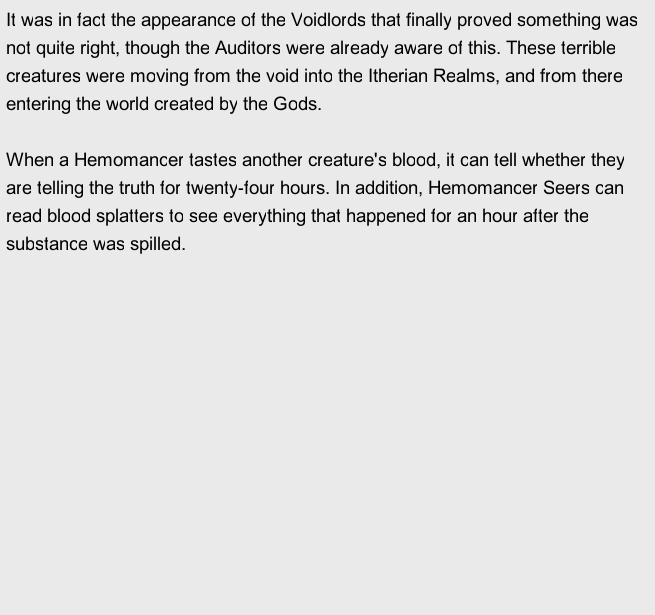 It was in fact the appearance of the Voidlords that finally proved something was
not quite right, though the Auditors were already aware of this. These terrible
creatures were moving from the void into the Itherian Realms, and from there
entering the world created by the Gods.

When a Hemomancer tastes another creature's blood, it can tell whether they
are telling the truth for twenty-four hours. In addition, Hemomancer Seers can
read blood splatters to see everything that happened for an hour after the
substance was spilled.